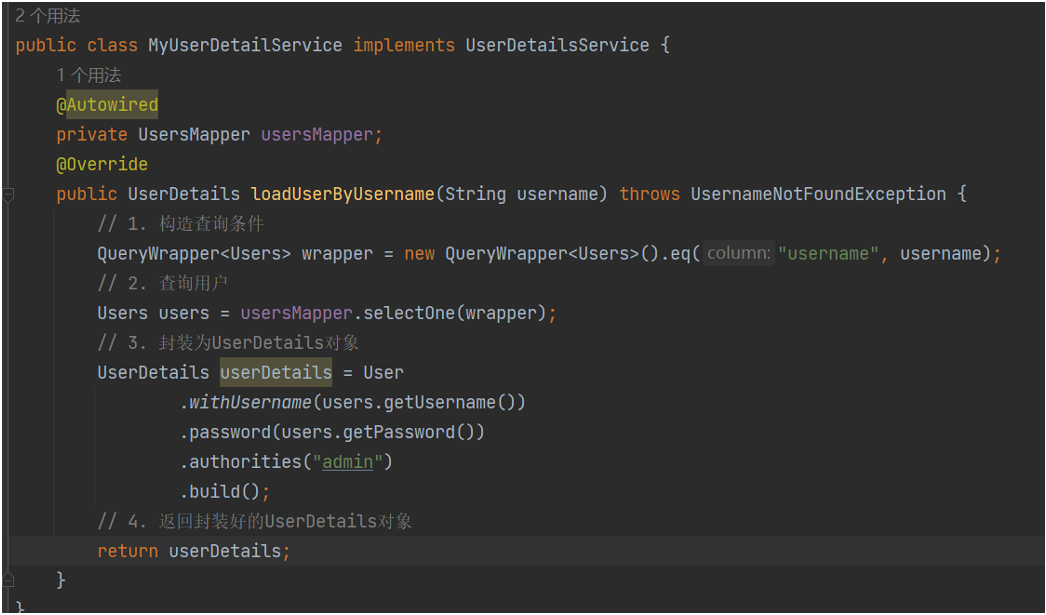 2 个用法
public class MyUserDetailService implements UserDetailsService {
1 个用法
@Autowired
private UsersMapper usersMapper;
@Override
public UserDetails loadUserByUsername(String username) throws UsernameNotFoundException {
// 1. 构造查询条件
QueryWrapper<Users> wrapper = new QueryWrapper<Users>().eq( column: "username", username);
// 2. 查询用户
Users users = usersMapper.selectOne(wrapper);
// 3. 封装为UserDetails对象
UserDetails userDetails = User
.withUsername(users.getUsername())
.password(users.getPassword())
.authorities("admin")
.build();
// 4. 返回封装好的UserDetails对象
return userDetails;
}
}